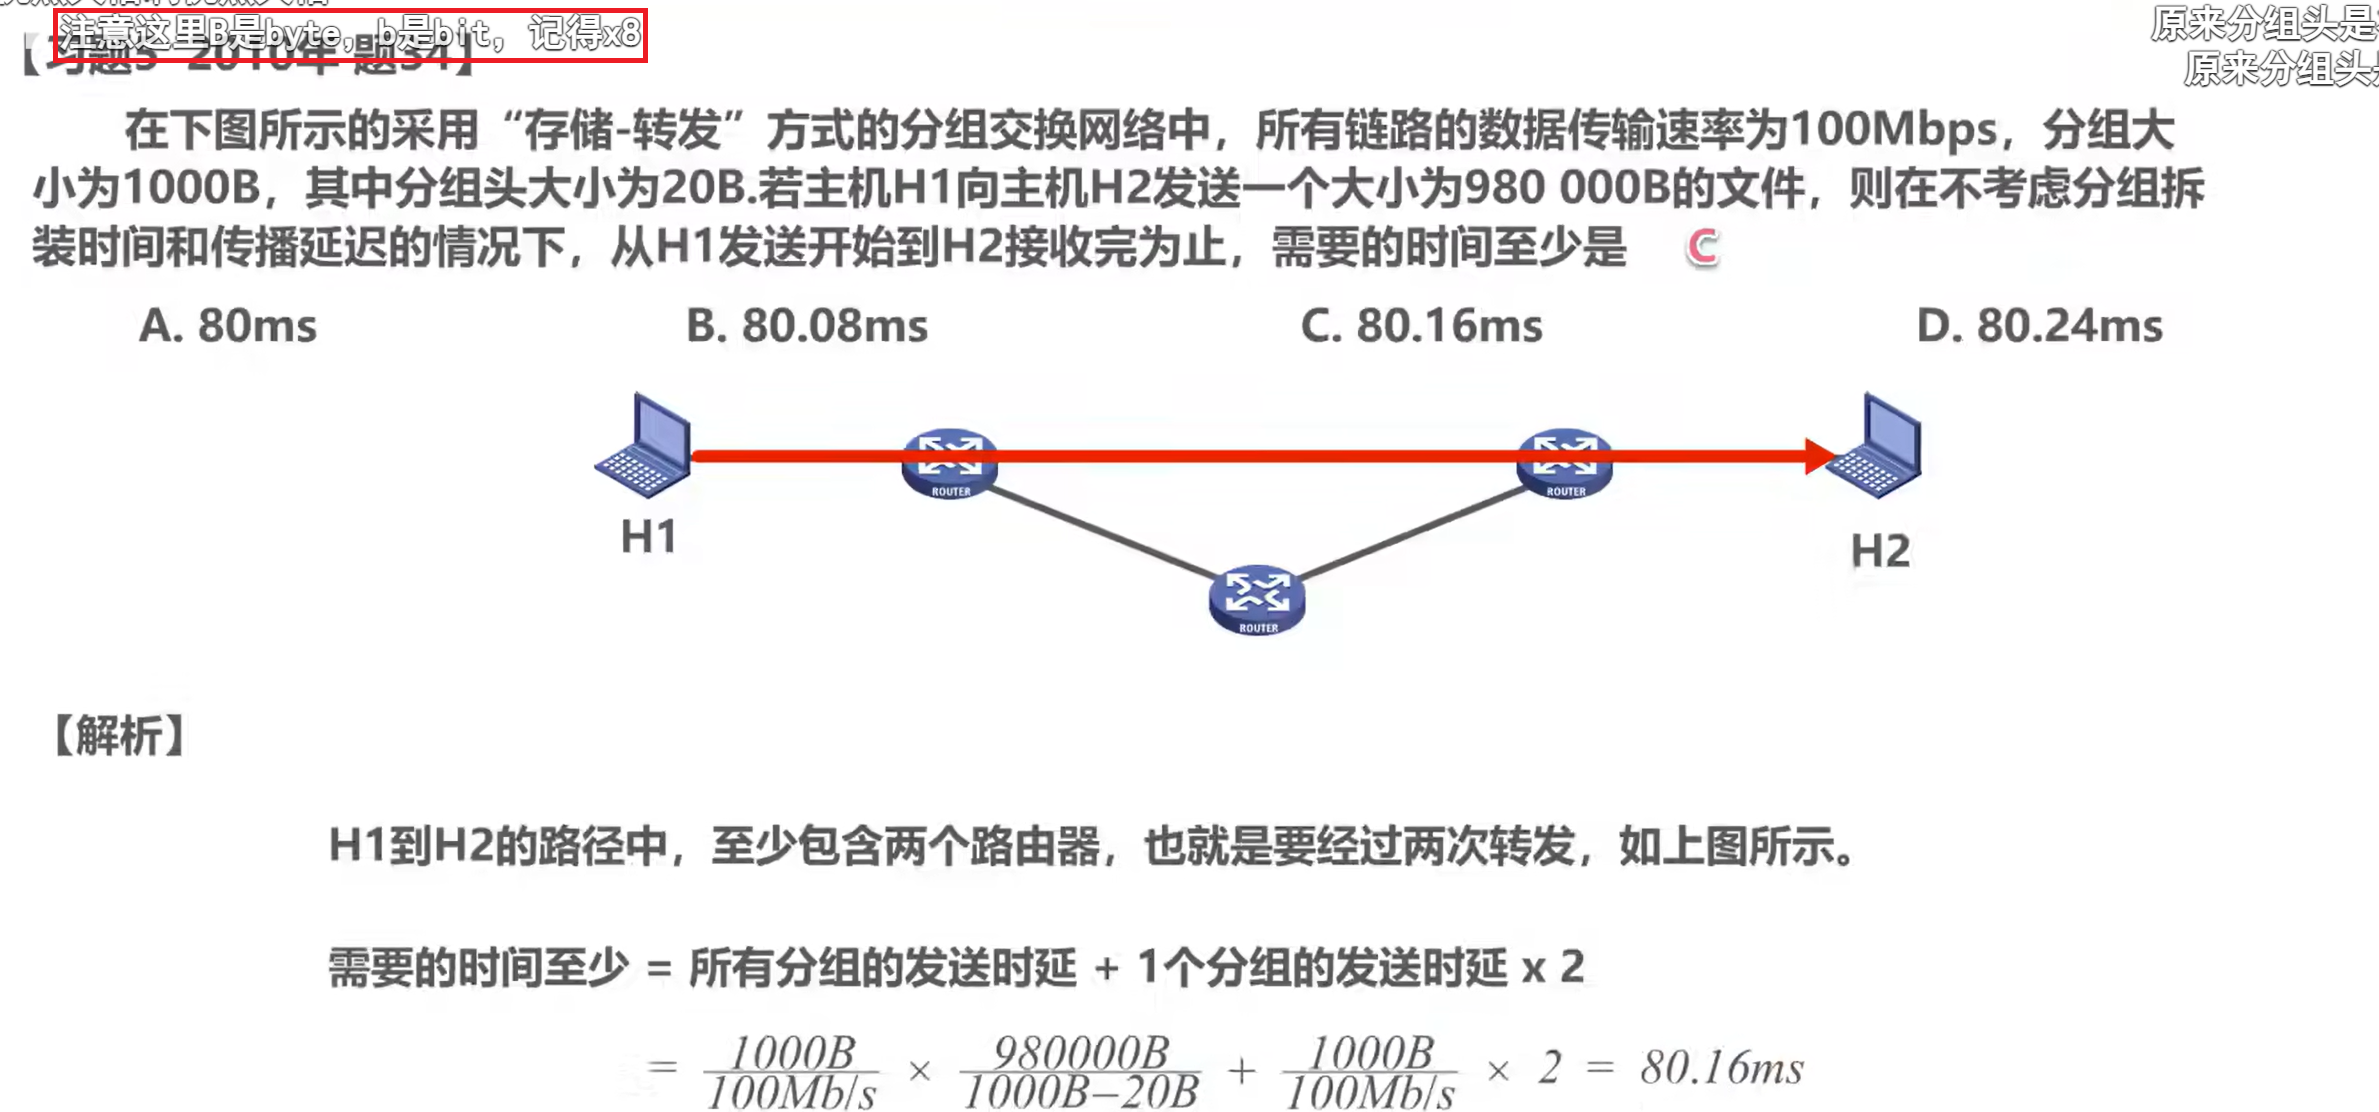 注意这里B是byte，b是bit，记得x8
原来分组头是
【习题5 2010年 题34】
原来分组头
在下图所示的采用“存储-转发”方式的分组交换网络中，所有链路的数据传输速率为100Mbps，分组大
小为1000B，其中分组头大小为20B.若主机H1向主机H2发送一个大小为980 000B的文件，则在不考虑分组拆
装时间和传播延迟的情况下，从H1发送开始到H2接收完为止，需要的时间至少是 C
A. 80ms B. 80.08ms C. 80.16ms D. 80.24ms
ROUTER ROUTER
H1 H2
ROUTER
【解析】
H1到H2的路径中，至少包含两个路由器，也就是要经过两次转发，如上图所示。
需要的时间至少 = 所有分组的发送时延 + 1个分组的发送时延 x 2
= 1000B/100Mb/s × 980000B/1000B−20B + 1000B/100Mb/s × 2 = 80.16ms